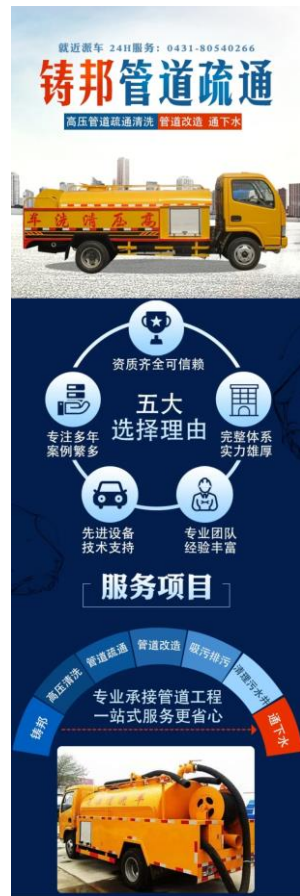 就近派车 24H服务：0431-80540266
铸邦管道疏通
高压管道疏通清洗 管道改造 通下水
车洗清压高
资质齐全可信赖
五大
选择理由
专注多年
案例繁多
完整体系
实力雄厚
先进设备
技术支持
专业团队
经验丰富
服务项目
铸邦
高压清洗
管道疏通
管道改造
吸污排污
清理污水井
通下水
专业承接管道工程
一站式服务更省心